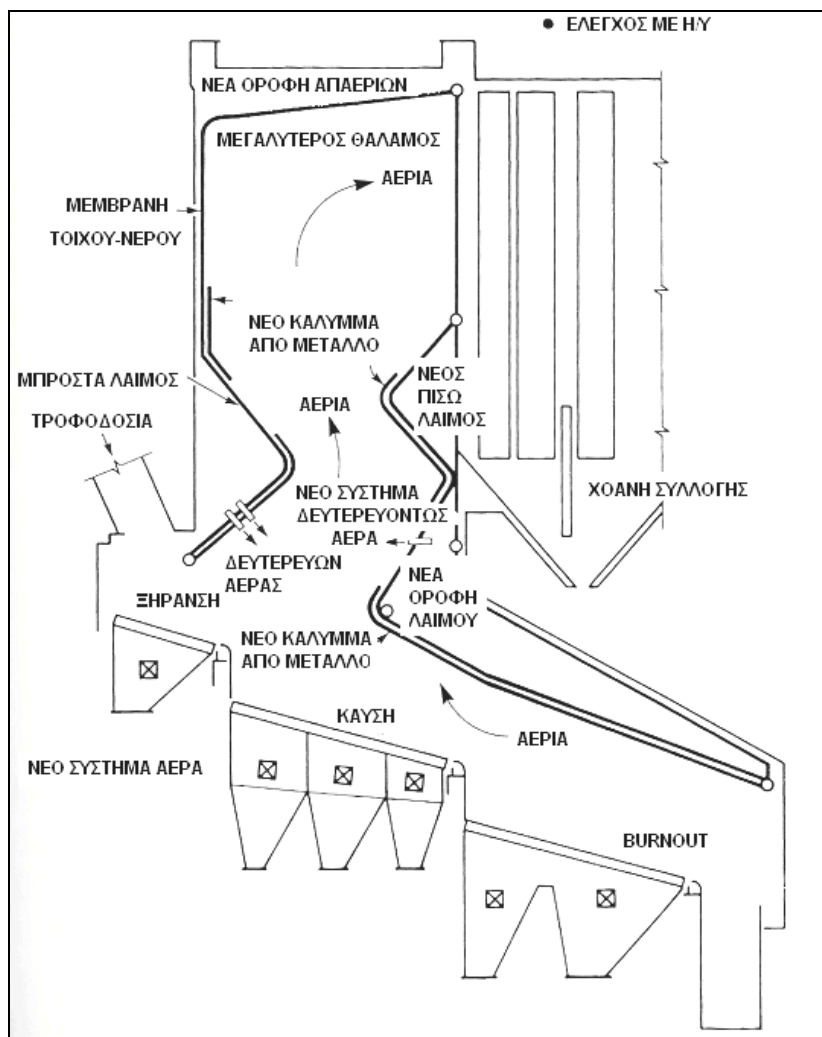 ● ΕΛΕΓΧΟΣ ΜΕ Η/Υ
ΝΕΑ ΟΡΟΦΗ ΑΠΑΕΡΙΩΝ
ΜΕΓΑΛΥΤΕΡΟΣ ΘΑΛΑΜΟΣ
ΑΕΡΙΑ
ΜΕΜΒΡΑΝΗ
ΤΟΙΧΟΥ-ΝΕΡΟΥ
ΝΕΟ ΚΑΛΥΜΜΑ
ΑΠΟ ΜΕΤΑΛΛΟ
ΜΠΡΟΣΤΑ ΛΑΙΜΟΣ
ΝΕΟΣ
ΠΙΣΩ
ΛΑΙΜΟΣ
ΑΕΡΙΑ
ΤΡΟΦΟΔΟΣΙΑ
ΧΟΑΝΗ ΣΥΛΛΟΓΗΣ
ΝΕΟ ΣΥΣΤΗΜΑ
ΔΕΥΤΕΡΕΥΟΝΤΩΣ
ΑΕΡΑ
ΔΕΥΤΕΡΕΥΩΝ
ΑΕΡΑΣ
ΝΕΑ
ΟΡΟΦΗ
ΛΑΙΜΟΥ
ΞΗΡΑΝΣΗ
ΝΕΟ ΚΑΛΥΜΜΑ
ΑΠΟ ΜΕΤΑΛΛΟ
ΚΑΥΣΗ
ΑΕΡΙΑ
ΝΕΟ ΣΥΣΤΗΜΑ ΑΕΡΑ
BURNOUT